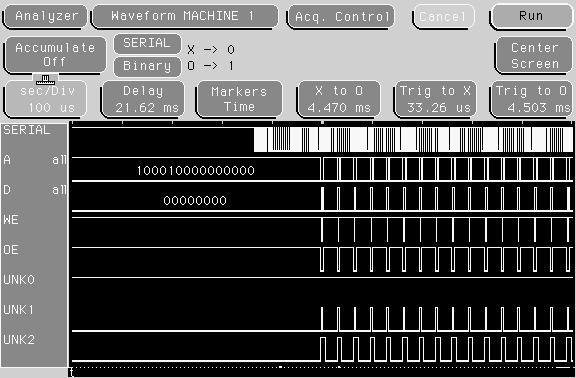 Analyzer Waveform MACHINE 1 Acq. Control Cancel Run
Accumulate Off
SERIAL X -> O
Binary O -> 1
Center Screen
sec/Div Delay Markers X to O Trig to X Trig to O
100 us 21.62 ms Time 4.470 ms 33.26 us 4.503 ms
SERIAL
A all 100010000000000
D all 00000000
WE
OE
UNK0
UNK1
UNK2